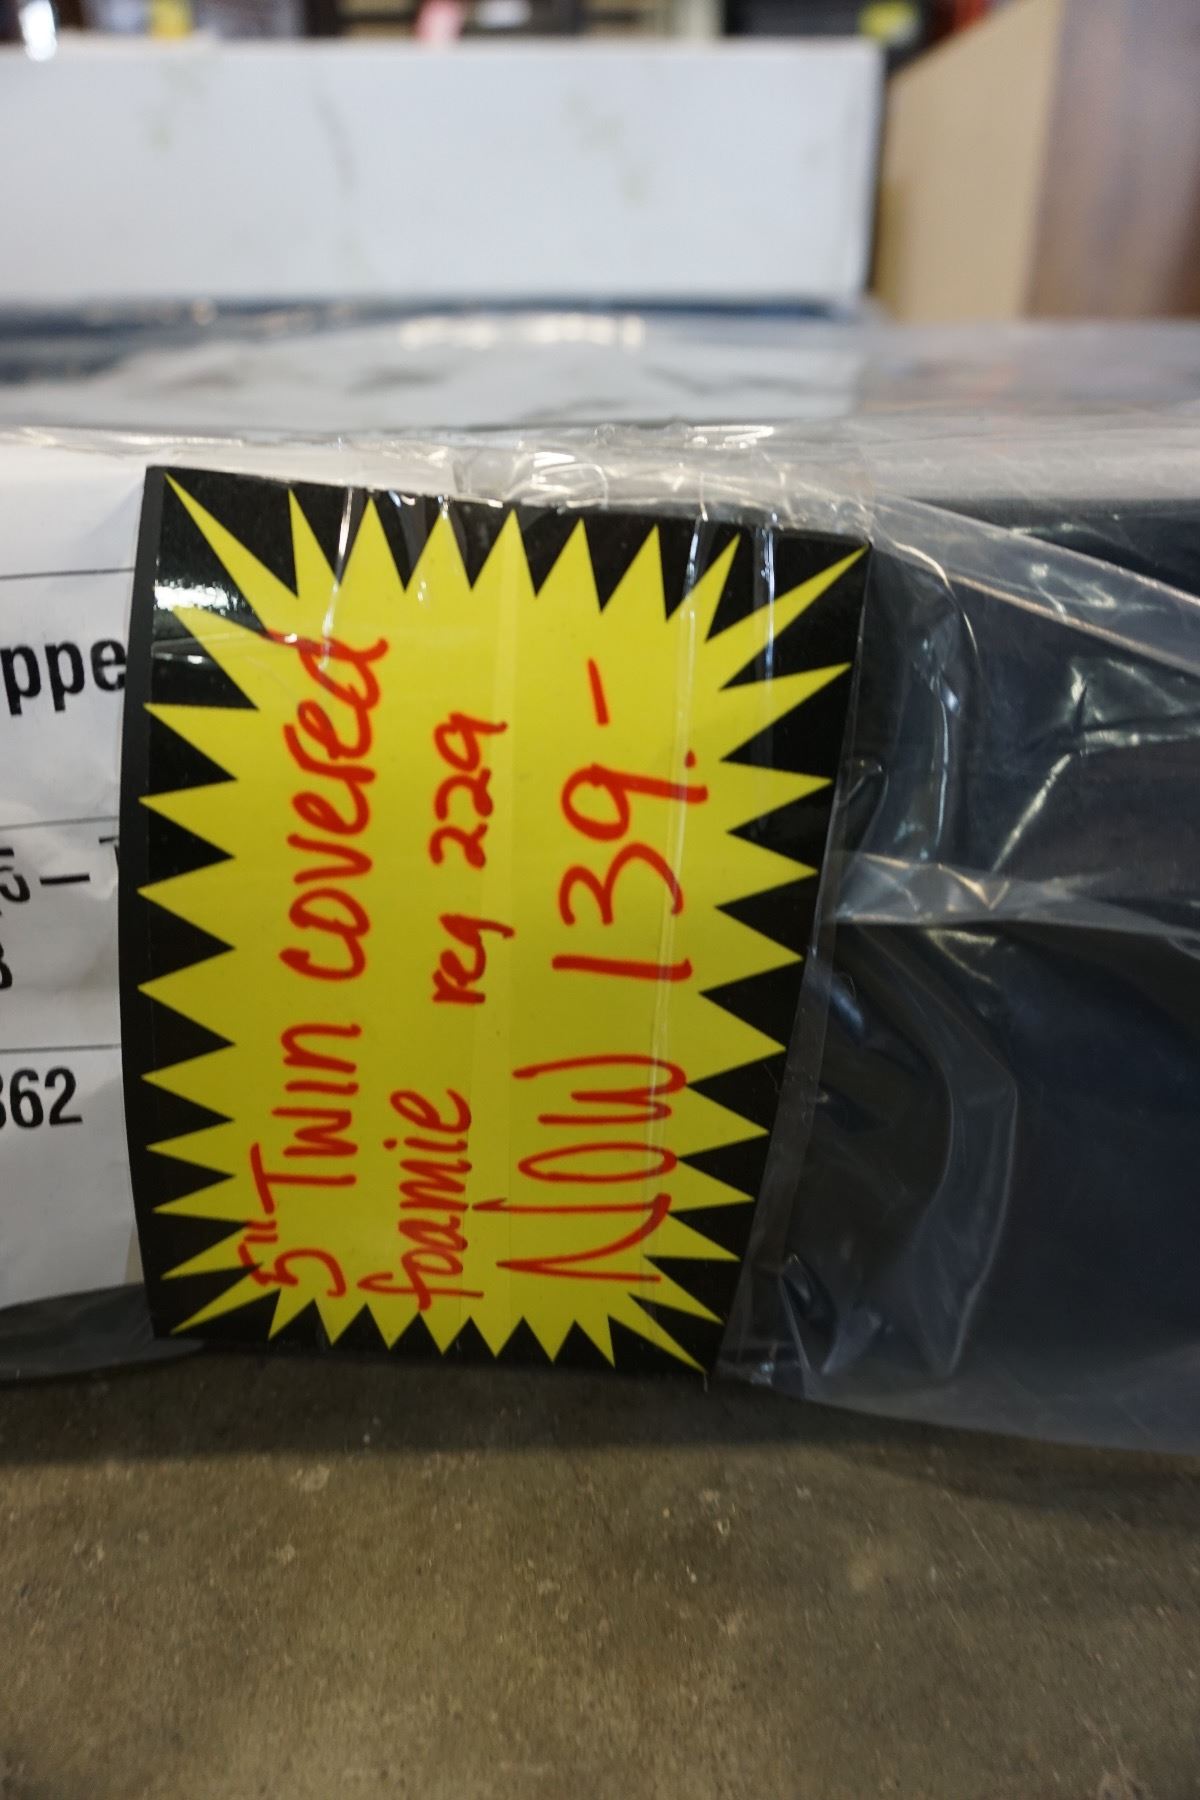 5"-Twin covered
foamie reg 229
NOW 139.-
ppe
362